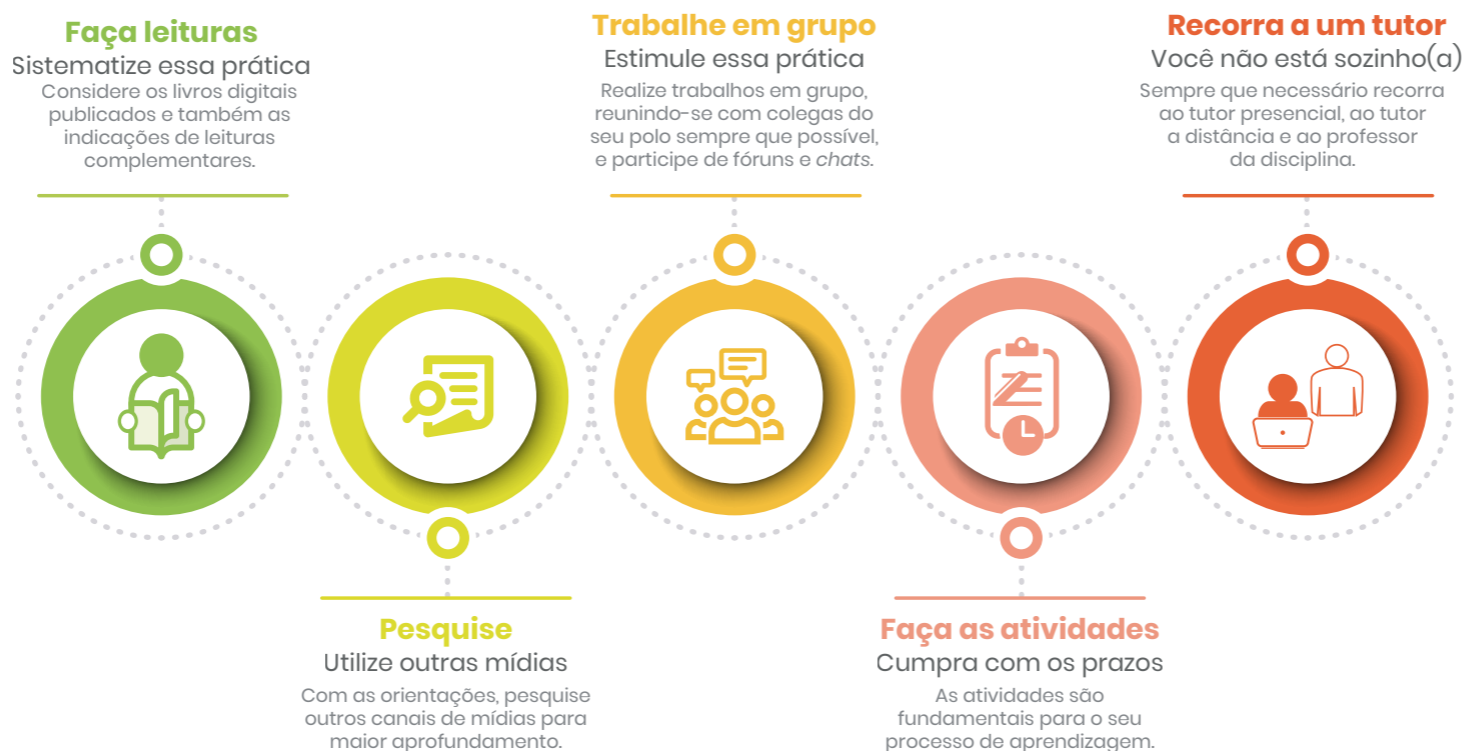 Faça leituras
Sistematize essa prática
Considere os livros digitais
publicados e também as
indicações de leituras
complementares.
Pesquise
Utilize outras mídias
Com as orientações, pesquise
outros canais de mídias para
maior aprofundamento.
Trabalhe em grupo
Estimule essa prática
Realize trabalhos em grupo,
reunindo-se com colegas do
seu polo sempre que possível,
e participe de fóruns e chats.
Faça as atividades
Cumpra com os prazos
As atividades são
fundamentais para o seu
processo de aprendizagem.
Recorra a um tutor
Você não está sozinho(a)
Sempre que necessário recorra
ao tutor presencial, ao tutor
a distância e ao professor
da disciplina.